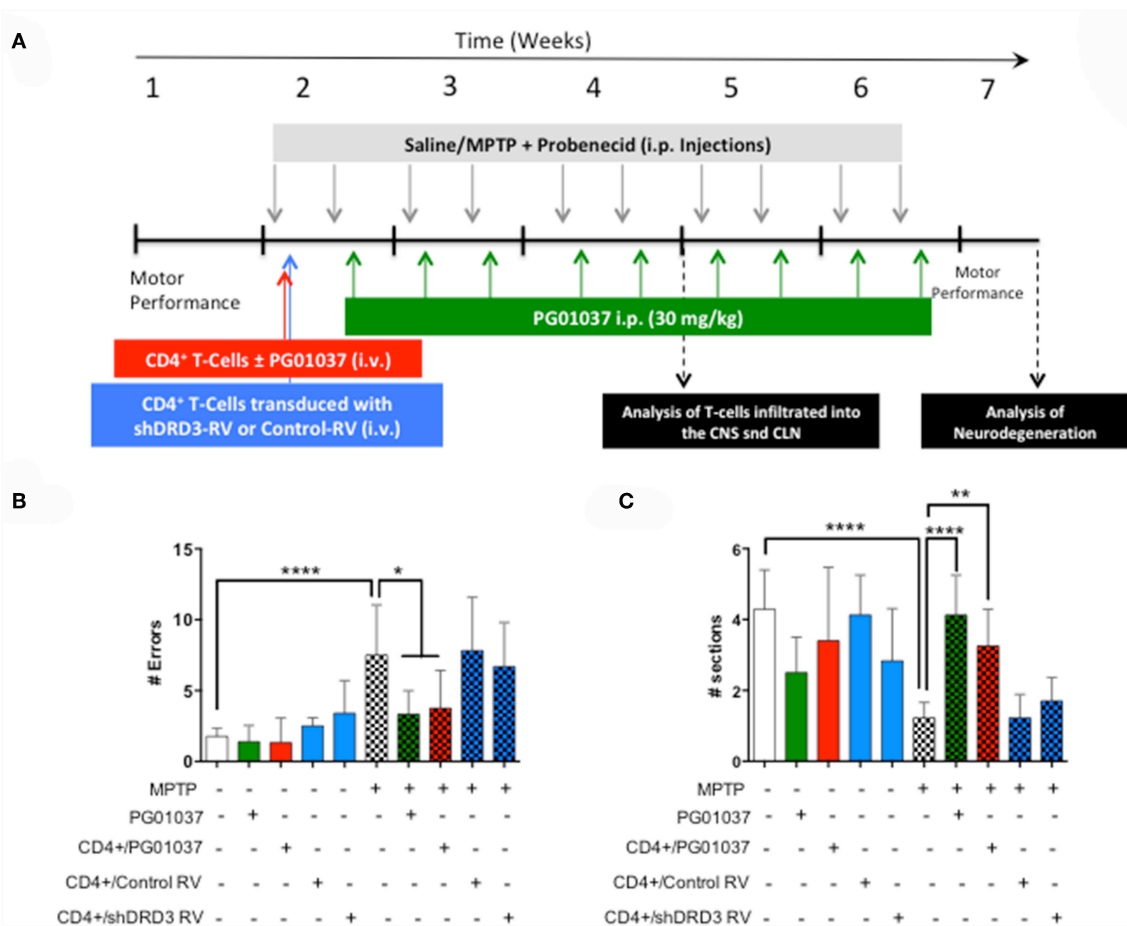 A
Time (Weeks)
1 2 3 4 5 6 7
Saline/MPTP + Probenecid (i.p. Injections)
Motor
Performance
Motor
Performance
PG01037 i.p. (30 mg/kg)
CD4⁺ T-Cells ± PG01037 (i.v.)
CD4⁺ T-Cells transduced with
shDRD3-RV or Control-RV (i.v.)
Analysis of T-cells infiltrated into
the CNS snd CLN
Analysis of
Neurodegeneration
B
# Errors
15
10
5
0
****
*
MPTP - - - - - + + + + +
PG01037 - + - - - - + - - -
CD4+/PG01037 - - + - - - - + - -
CD4+/Control RV - - - + - - - - + -
CD4+/shDRD3 RV - - - - + - - - - +
C
# sections
6
4
2
0
****
****
**
MPTP - - - - - + + + + +
PG01037 - + - - - - + - - -
CD4+/PG01037 - - + - - - - + - -
CD4+/Control RV - - - + - - - - + -
CD4+/shDRD3 RV - - - - + - - - - +